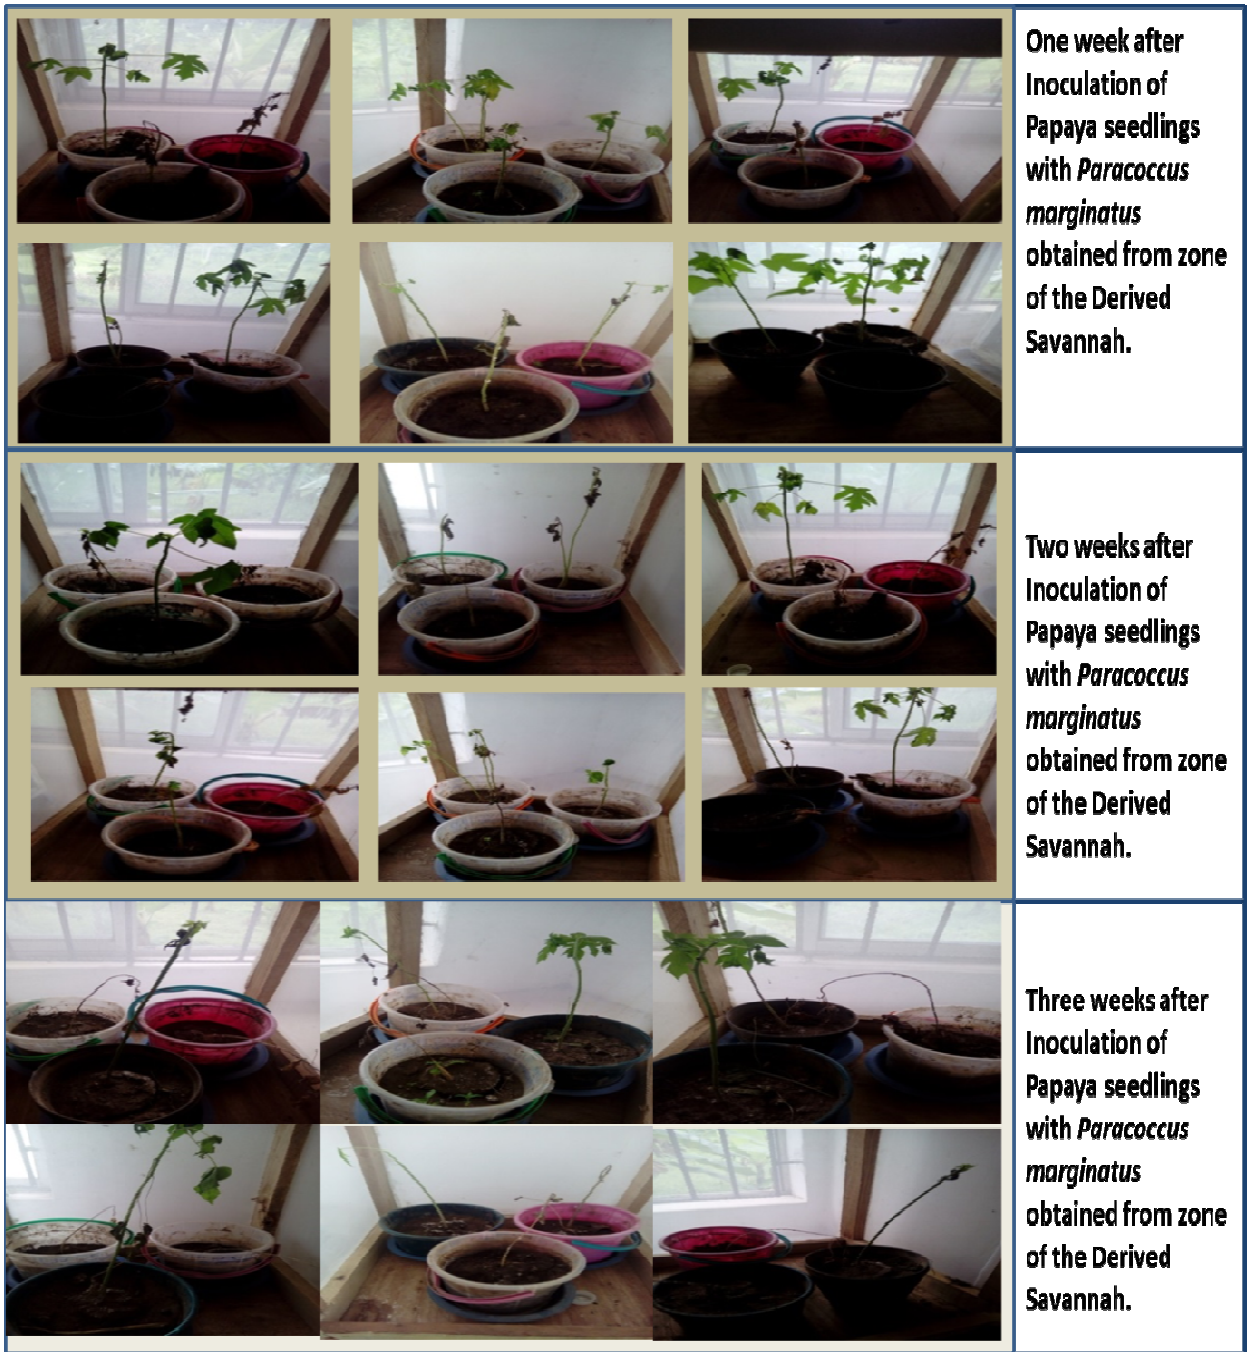 One week after
Inoculation of
Papaya seedlings
with Paracoccus
marginatus
obtained from zone
of the Derived
Savannah.
Two weeks after
Inoculation of
Papaya seedlings
with Paracoccus
marginatus
obtained from zone
of the Derived
Savannah.
Three weeks after
Inoculation of
Papaya seedlings
with Paracoccus
marginatus
obtained from zone
of the Derived
Savannah.